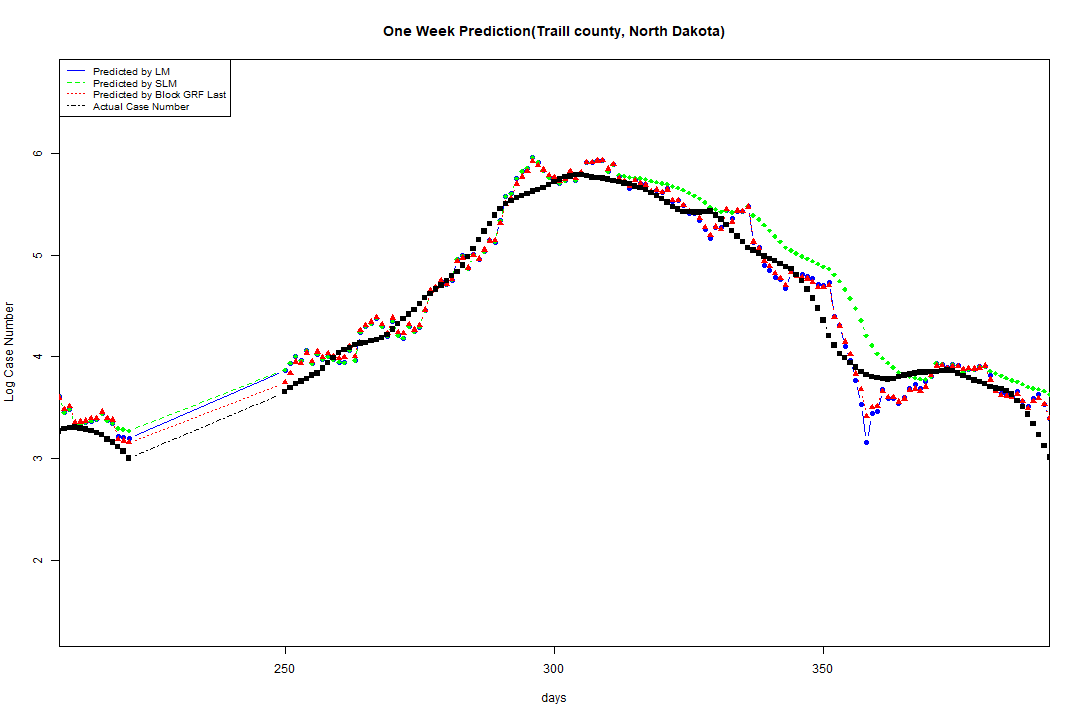 One Week Prediction(Traill county, North Dakota)
Predicted by LM
Predicted by SLM
Predicted by Block GRF Last
Actual Case Number
Log Case Number
6
5
4
3
2
250 300 350
days